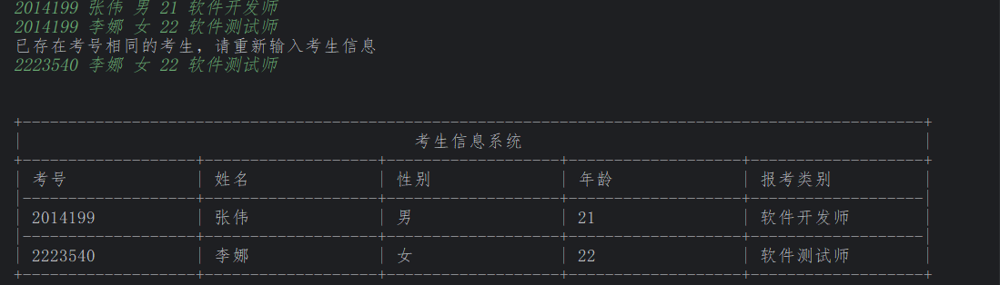 2014199 张伟 男 21 软件开发师
2014199 李娜 女 22 软件测试师
已存在考号相同的考生，请重新输入考生信息
2223540 李娜 女 22 软件测试师
考生信息系统
考号 姓名 性别 年龄 报考类别
2014199 张伟 男 21 软件开发师
2223540 李娜 女 22 软件测试师